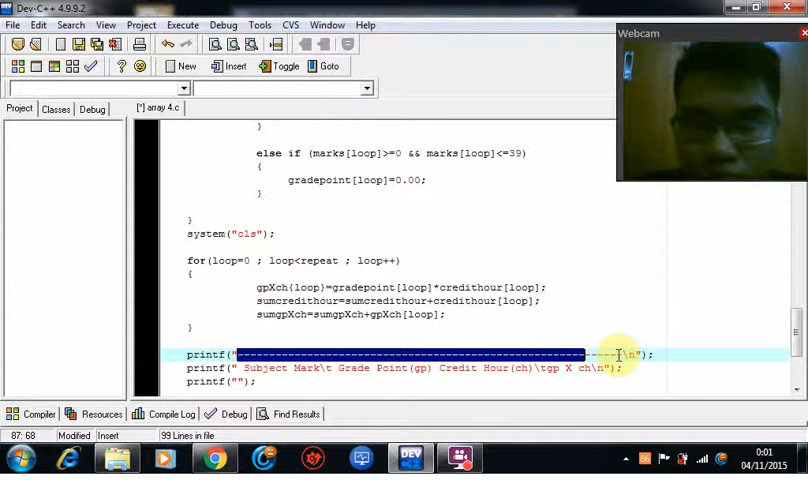 Dev-C++ 4.9.9.2
File Edit Search View Project Execute Debug Tools CVS Window Help
New Insert Toggle Goto
Project Classes Debug [*] array 4.c
}
else if (marks[loop]>=0 && marks[loop]<=39)
{
gradepoint[loop]=0.00;
}
}
system("cls");
for(loop=0 ; loop<repeat ; loop++)
{
gpXch{loop}=gradepoint[loop]*credithour[loop];
sumcredithour=sumcredithour+credithour[loop];
sumgpXch=sumgpXch+gpXch[loop];
}
printf("-------------------------------------------------------------\n");
printf(" Subject Mark\t Grade Point(gp) Credit Hour(ch)\tgp X ch\n");
printf("");
Compiler Resources Compile Log Debug Find Results
87: 68 Modified Insert 99 Lines in file
Webcam
DEV
0:01
04/11/2015